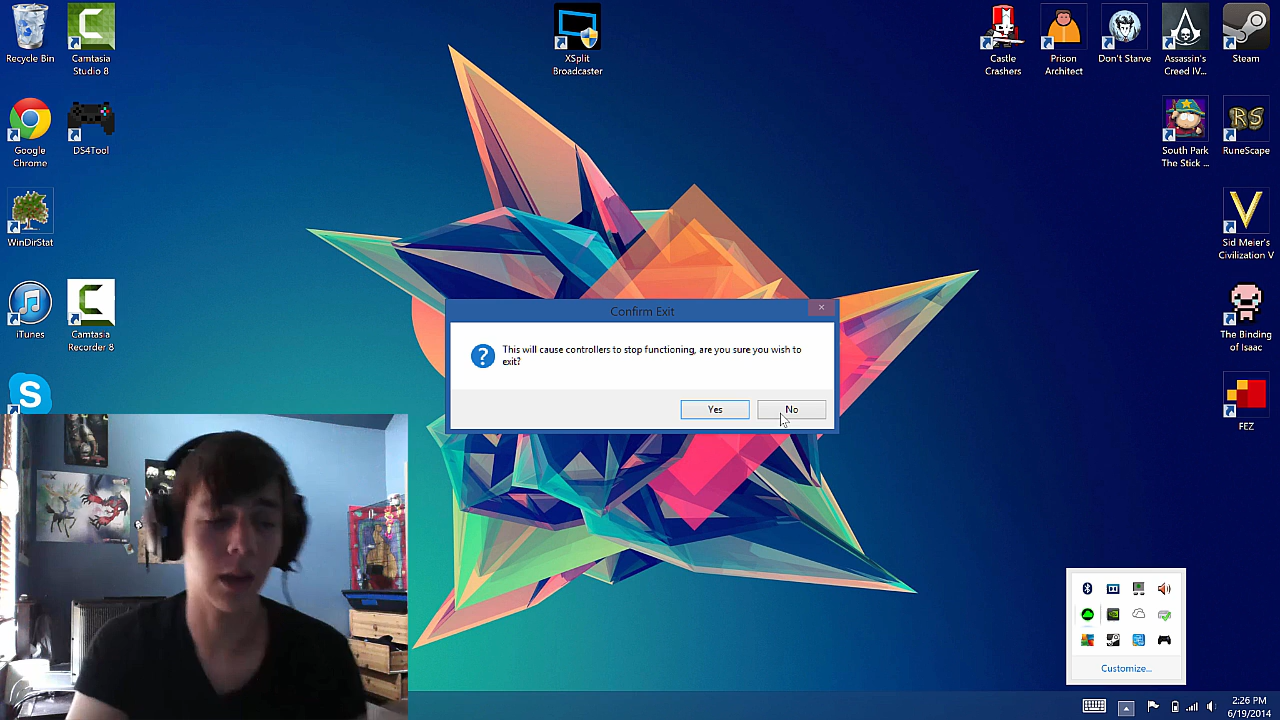 Recycle Bin
Camtasia
Studio 8
XSplit
Broadcaster
Castle
Crashers
Prison
Architect
Don't Starve
Assassin's
Creed IV...
Steam
Google
Chrome
DS4Tool
South Park
The Stick ...
RS
RuneScape
WinDirStat
Sid Meier's
Civilization V
iTunes
Camtasia
Recorder 8
The Binding
of Isaac
FEZ
Confirm Exit
This will cause controllers to stop functioning, are you sure you wish to
exit?
Yes
No
Customize...
2:26 PM
6/19/2014